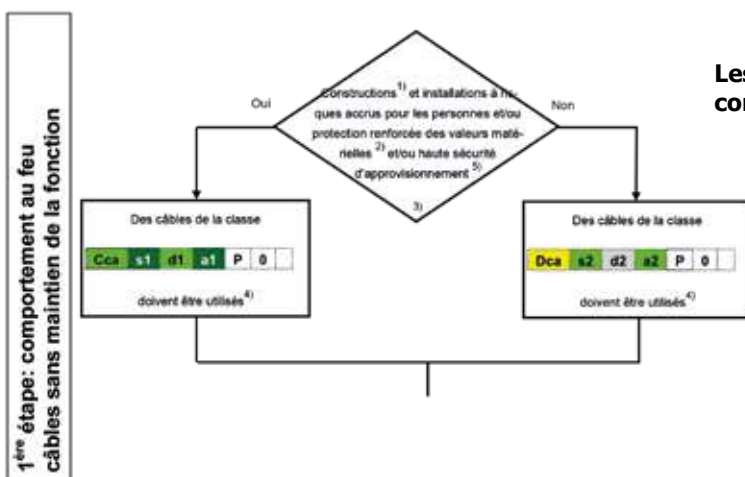 1ère étape: comportement au feu
câbles sans maintien de la fonction
Oui
Constructions 1) et installations à ris-
ques accrus pour les personnes et/ou
protection renforcée des valeurs maté-
rielles 2) et/ou haute sécurité
d'approvisionnement 5)
3)
Non
Les
Des câbles de la classe
Cca s1 d1 a1 P 0
doivent être utilisés 4)
Des câbles de la classe
Dca s2 d2 a2 P 0
doivent être utilisés 4)